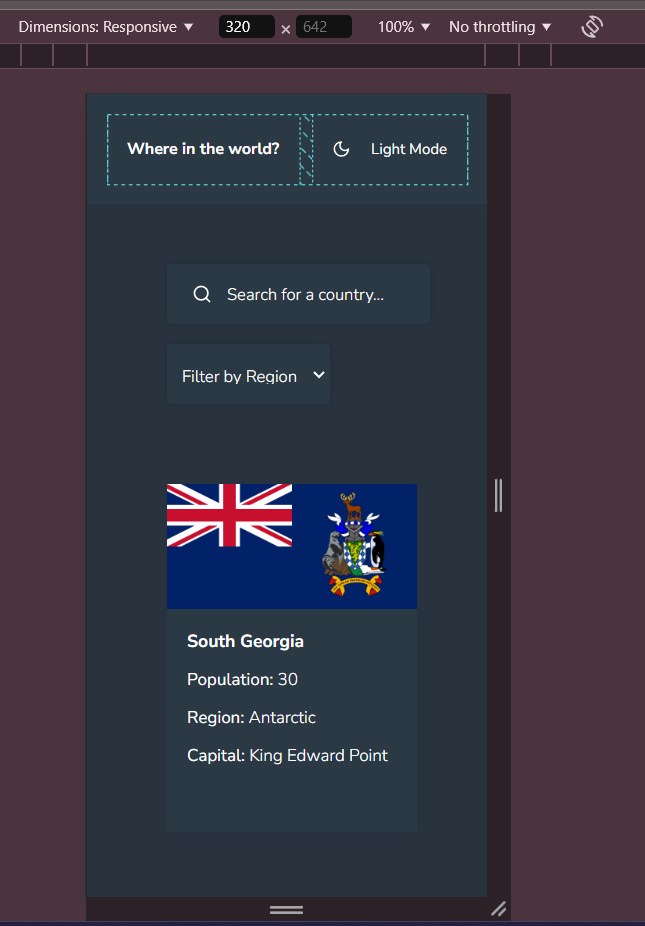 Dimensions: Responsive 320 × 642 100% No throttling
Where in the world? Light Mode
Search for a country...
Filter by Region
South Georgia
Population: 30
Region: Antarctic
Capital: King Edward Point